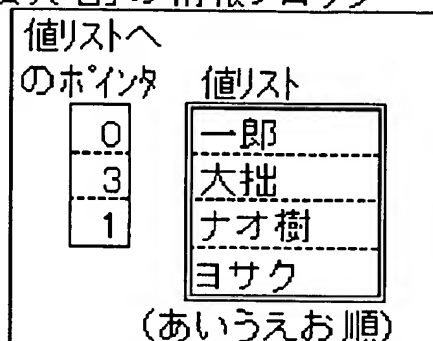 値リストへ
のポインタ 値リスト
0
3
1
一郎
大拙
ナオ樹
ヨサク
(あいうえお順)